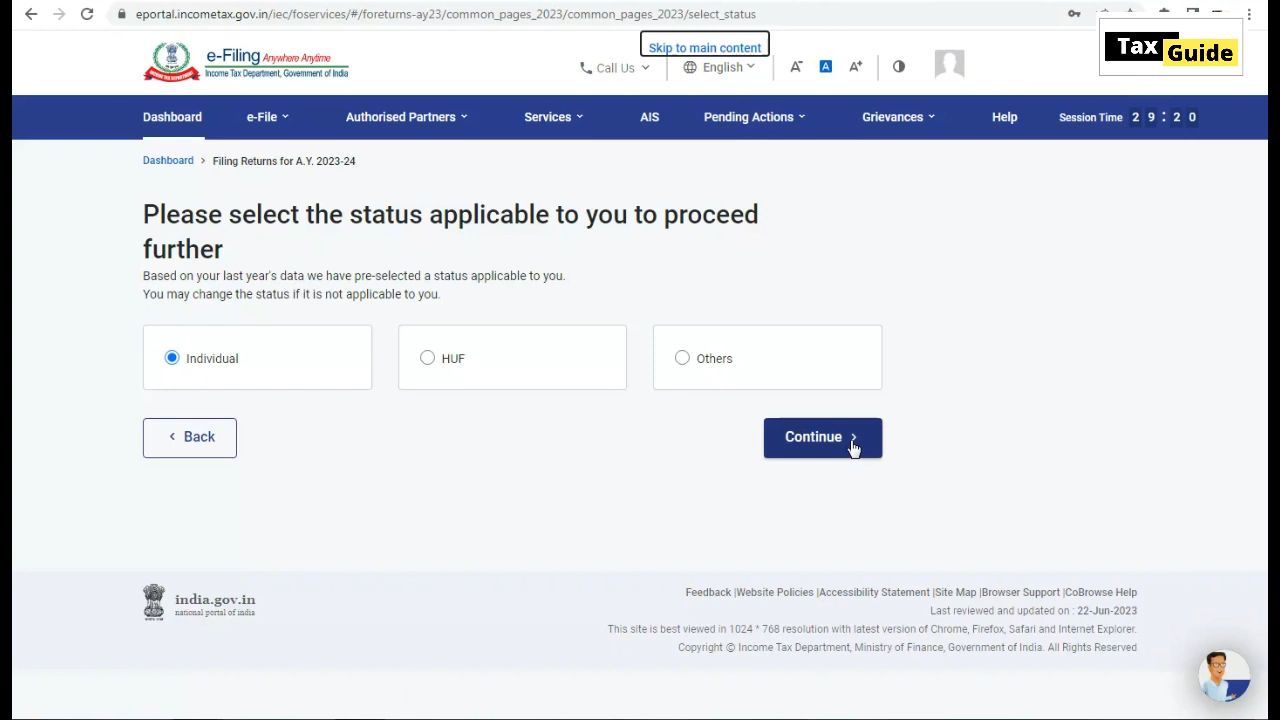 eportal.incometax.gov.in/iec/foservices/#/foreturns-ay23/common_pages_2023/common_pages_2023/select_status
Tax Guide
Skip to main content
e-Filing Anywhere Anytime
Income Tax Department, Government of India
Call Us
English
A-
A
A+
Dashboard
e-File
Authorised Partners
Services
AIS
Pending Actions
Grievances
Help
Session Time 2 9 : 2 0
Dashboard > Filing Returns for A.Y. 2023-24
Please select the status applicable to you to proceed
further
Based on your last year's data we have pre-selected a status applicable to you.
You may change the status if it is not applicable to you.
Individual
HUF
Others
< Back
Continue >
india.gov.in
national portal of india
Feedback |Website Policies |Accessibility Statement |Site Map |Browser Support |CoBrowse Help
Last reviewed and updated on : 22-Jun-2023
This site is best viewed in 1024 * 768 resolution with latest version of Chrome, Firefox, Safari and Internet Explorer.
Copyright © Income Tax Department, Ministry of Finance, Government of India. All Rights Reserved